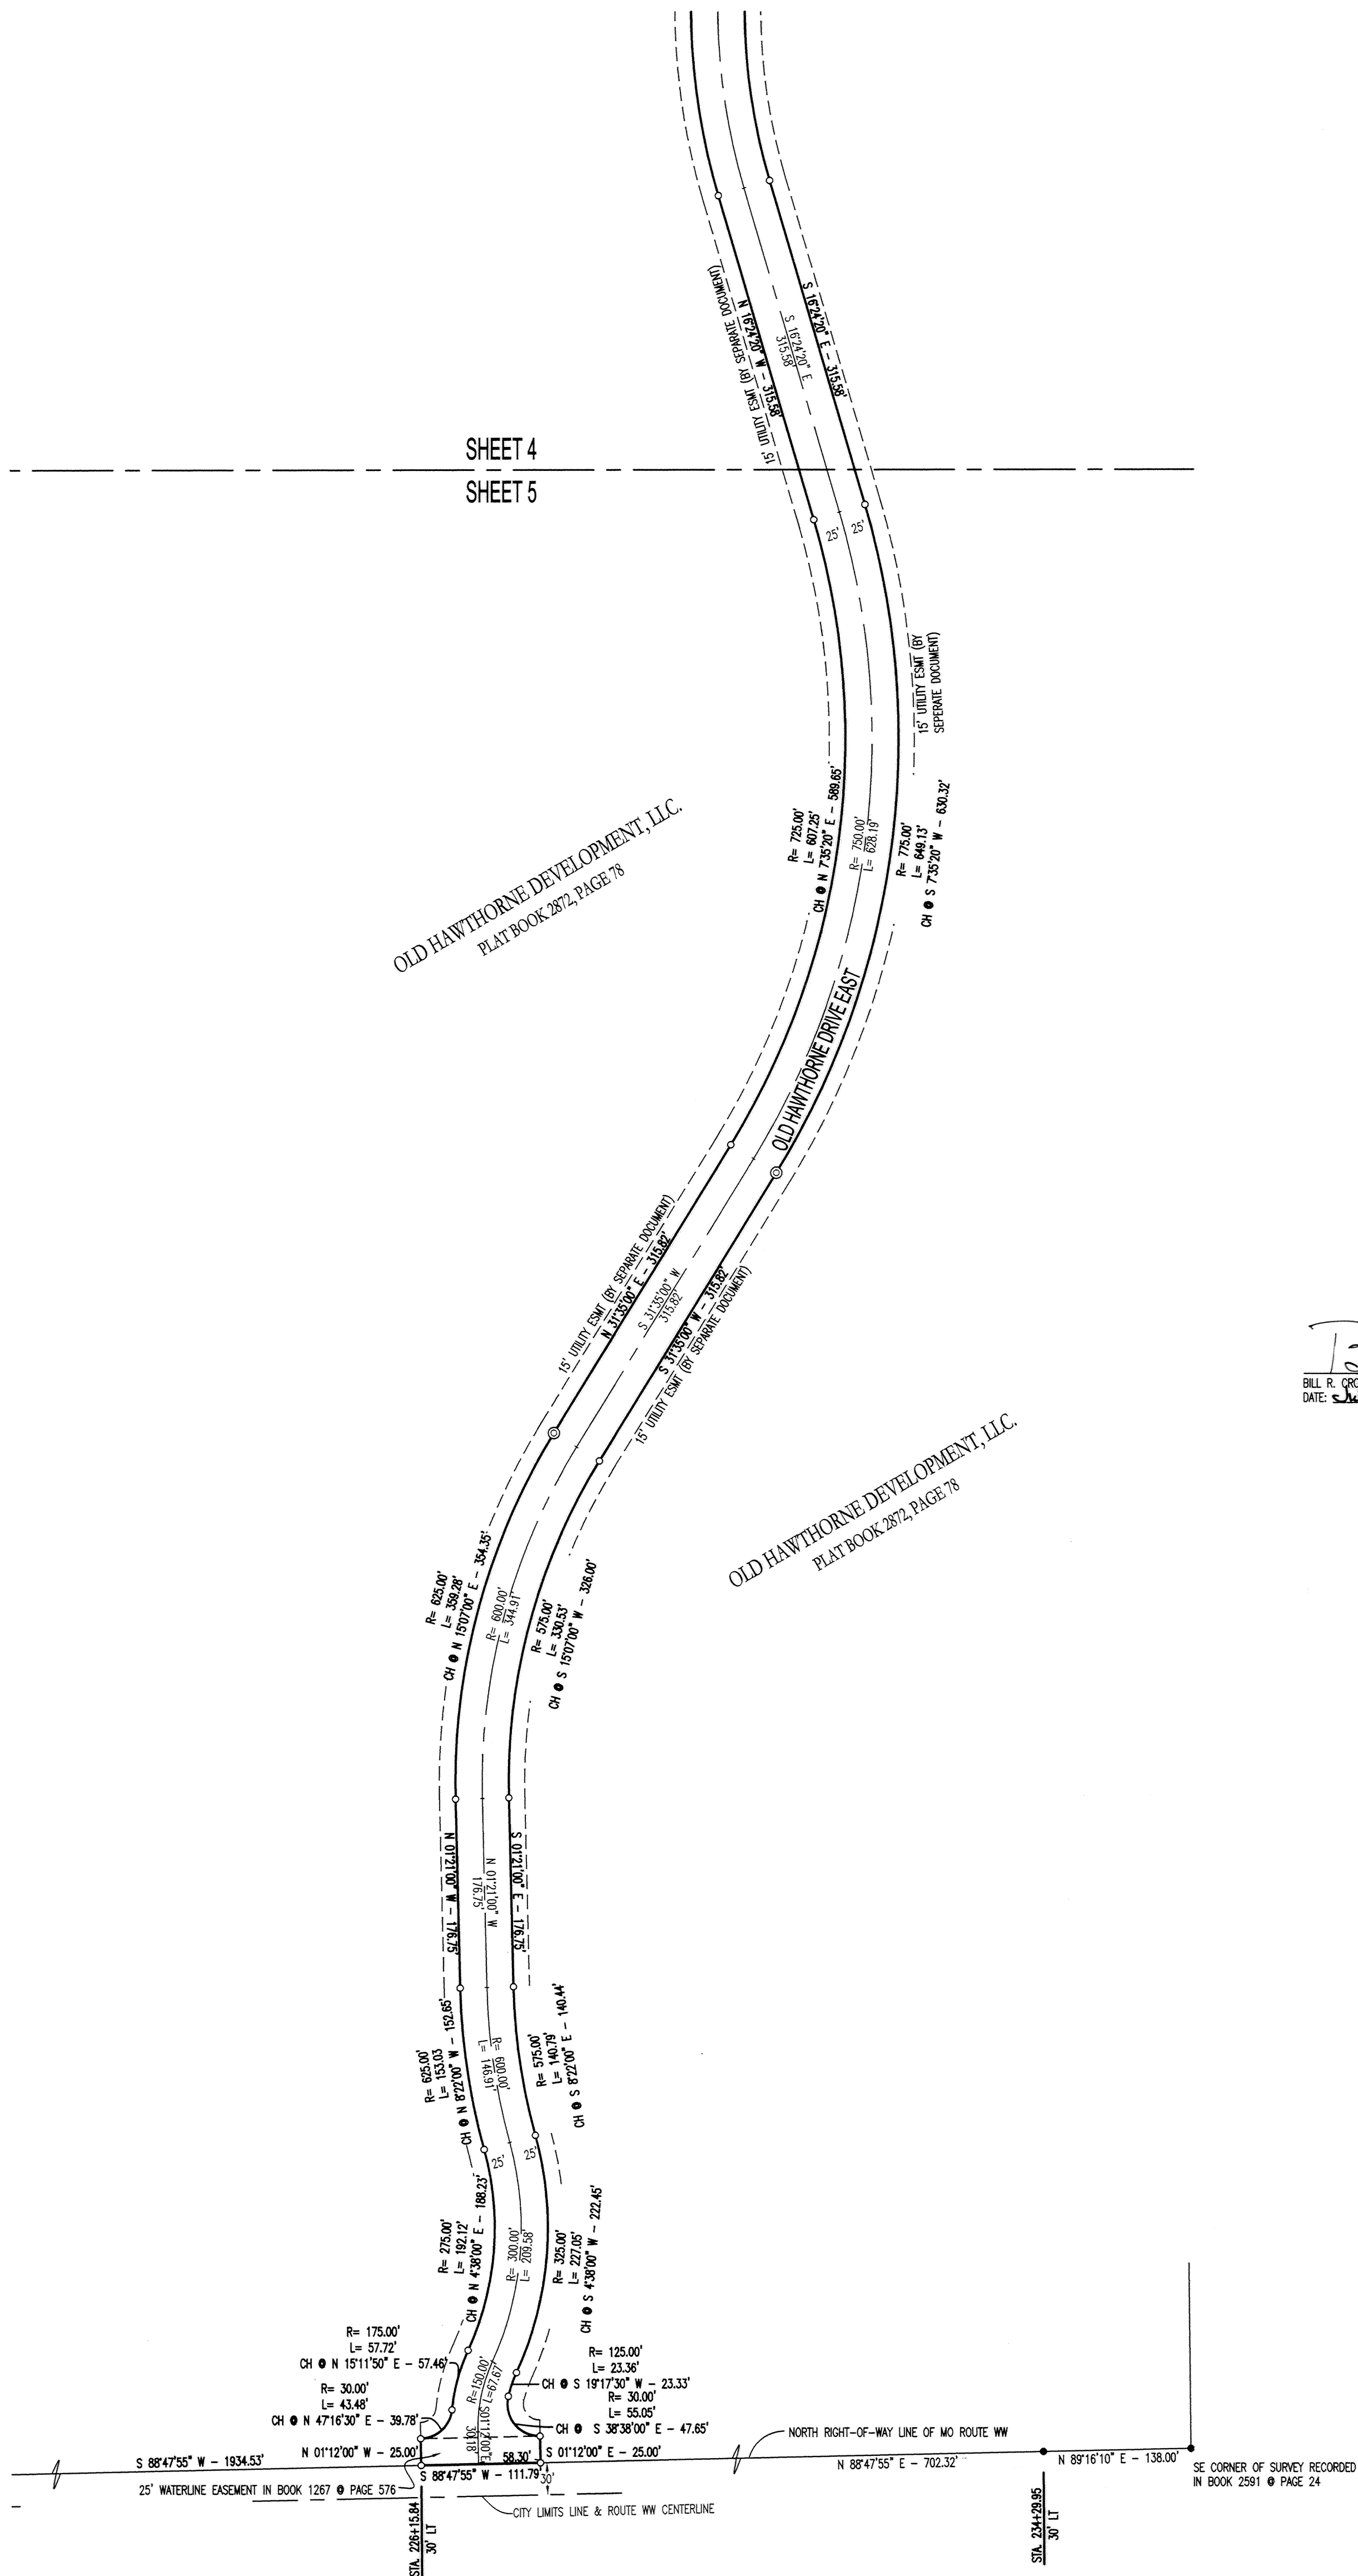 15' UTILITY ESMT (BY SEPARATE DOCUMENT)
N 16°24'20" W - 315.58'
S 16°24'20" E
315.58'
S 16°24'20" E - 315.58'
SHEET 4
SHEET 5
25'
25'
15' UTILITY ESMT (BY
SEPERATE DOCUMENT)
R= 725.00'
L= 607.25'
CH @ N 7°35'20" E - 589.65'
R= 750.00'
L= 628.19'
R= 775.00'
L= 649.13'
CH @ S 7°35'20" W - 630.32'
OLD HAWTHORNE DEVELOPMENT, LLC.
PLAT BOOK 2872, PAGE 78
OLD HAWTHORNE DRIVE EAST
15' UTILITY ESMT (BY SEPARATE DOCUMENT)
N 31°35'00" E - 315.82'
S 31°35'00" W
315.82'
S 31°35'00" W - 315.82'
15' UTILITY ESMT (BY SEPARATE DOCUMENT)
BILL R.
DATE:
OLD HAWTHORNE DEVELOPMENT, LLC.
PLAT BOOK 2872, PAGE 78
R= 625.00'
L= 359.28'
CH @ N 15°07'00" E - 354.35'
R= 600.00'
L= 344.91'
R= 575.00'
L= 330.53'
CH @ S 15°07'00" W - 326.00'
N 01°21'00" W - 176.75'
N 01°21'00" W
176.75'
S 01°21'00" E - 176.75'
R= 625.00'
L= 153.03
CH @ N 8°22'00" W - 152.65'
R= 600.00'
L= 146.91'
R= 575.00'
L= 140.79'
CH @ S 8°22'00" E - 140.44'
25'
25'
R= 275.00'
L= 192.12'
CH @ N 4°38'00" E - 188.23'
R= 300.00'
L= 209.58'
R= 325.00'
L= 227.05'
CH @ S 4°38'00" W - 222.45'
R= 175.00'
L= 57.72'
CH @ N 15°11'50" E - 57.46'
R= 30.00'
L= 43.48'
CH @ N 47°16'30" E - 39.78'
R=150.00'
L=67.67'
S01°12'00"E
30.18'
R= 125.00'
L= 23.36'
CH @ S 19°17'30" W - 23.33'
R= 30.00'
L= 55.05'
CH @ S 38°38'00" E - 47.65'
NORTH RIGHT-OF-WAY LINE OF MO ROUTE WW
S 88°47'55" W - 1934.53'
N 01°12'00" W - 25.00'
58.30'
S 01°12'00" E - 25.00'
N 88°47'55" E - 702.32'
N 89°16'10" E - 138.00'
S 88°47'55" W - 111.79'
30'
SE CORNER OF SURVEY RECORDED
IN BOOK 2591 @ PAGE 24
25' WATERLINE EASEMENT IN BOOK 1267 @ PAGE 576
CITY LIMITS LINE & ROUTE WW CENTERLINE
STA. 226+15.84
30' LT
STA. 234+29.95
30' LT